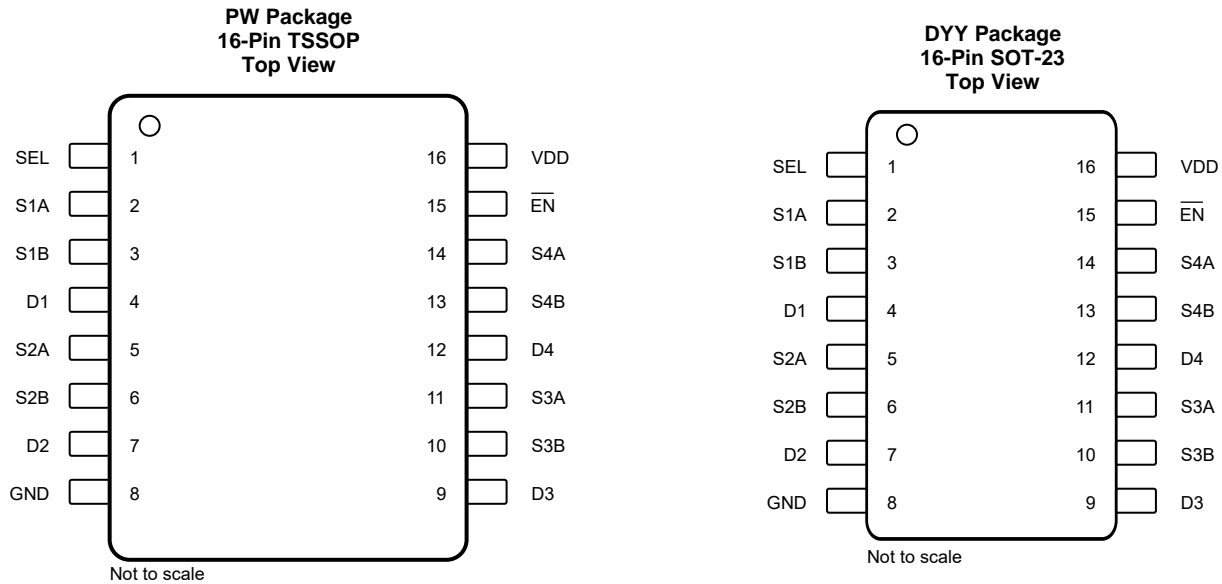 PW Package
16-Pin TSSOP
Top View
SEL 1 16 VDD
S1A 2 15 E̅N̅
S1B 3 14 S4A
D1 4 13 S4B
S2A 5 12 D4
S2B 6 11 S3A
D2 7 10 S3B
GND 8 9 D3
Not to scale
DYY Package
16-Pin SOT-23
Top View
SEL 1 16 VDD
S1A 2 15 E̅N̅
S1B 3 14 S4A
D1 4 13 S4B
S2A 5 12 D4
S2B 6 11 S3A
D2 7 10 S3B
GND 8 9 D3
Not to scale